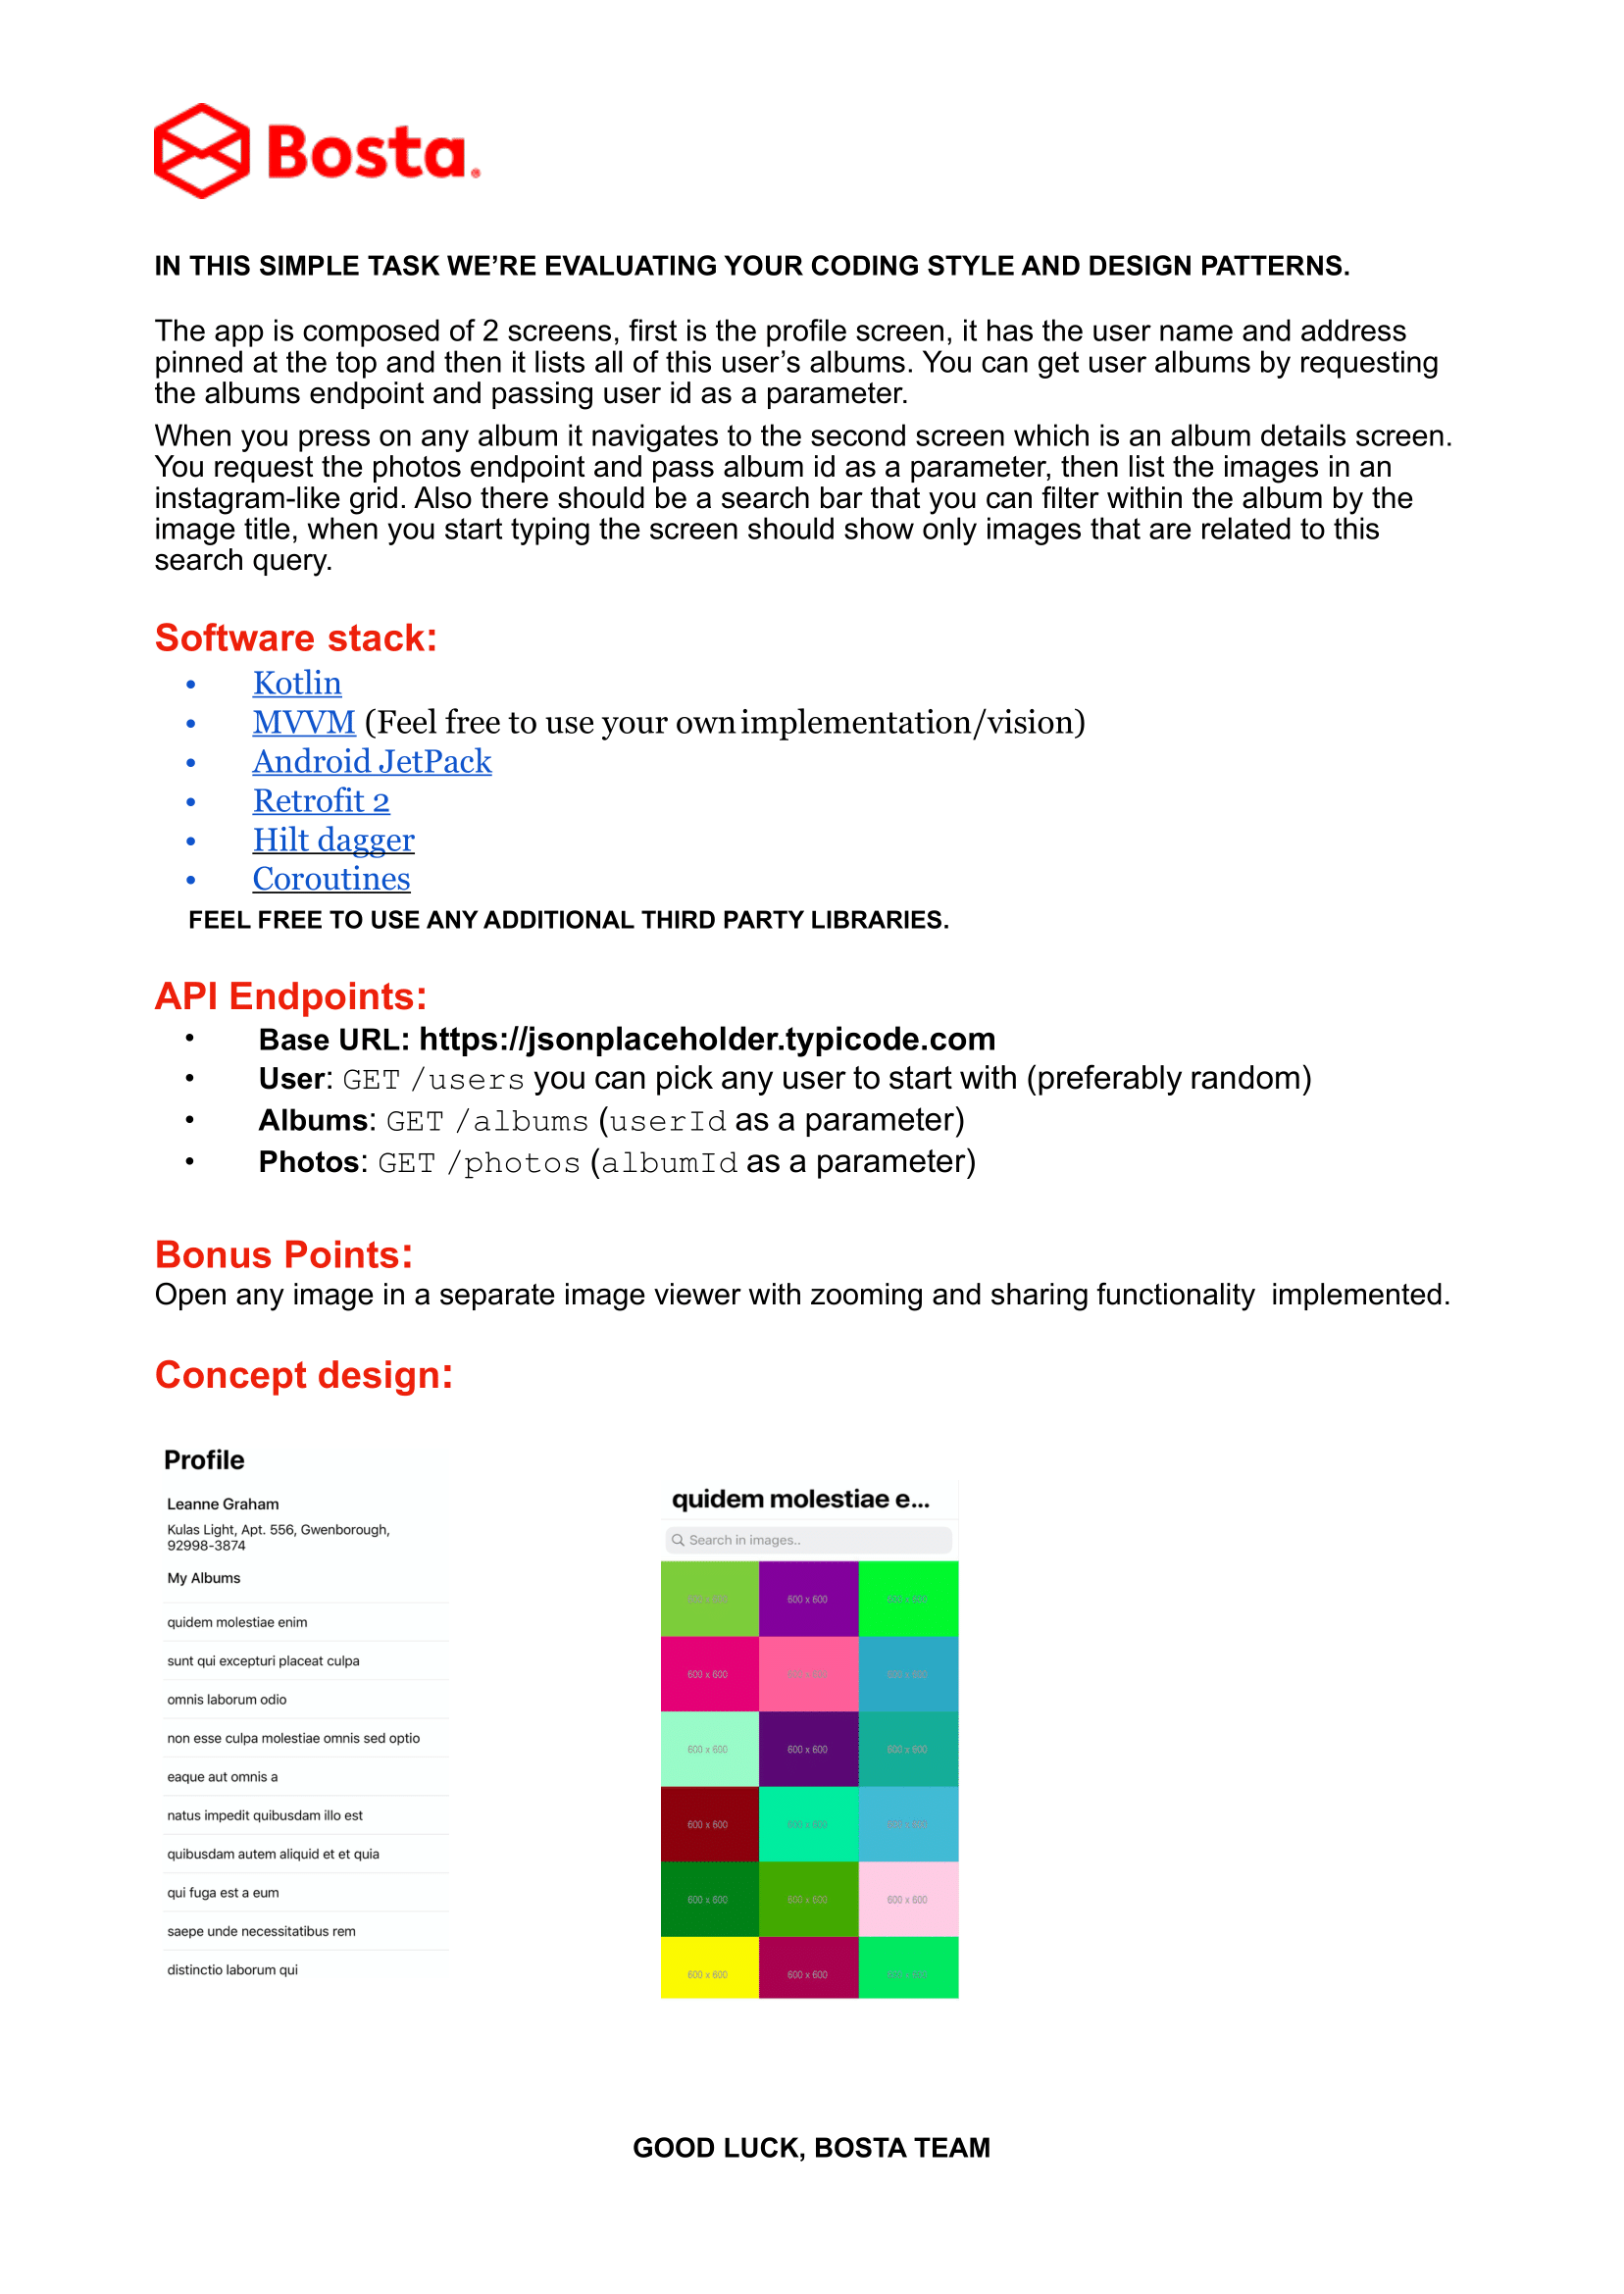 Bosta®
IN THIS SIMPLE TASK WE’RE EVALUATING YOUR CODING STYLE AND DESIGN PATTERNS.
The app is composed of 2 screens, first is the profile screen, it has the user name and address
pinned at the top and then it lists all of this user’s albums. You can get user albums by requesting
the albums endpoint and passing user id as a parameter.
When you press on any album it navigates to the second screen which is an album details screen.
You request the photos endpoint and pass album id as a parameter, then list the images in an
instagram-like grid. Also there should be a search bar that you can filter within the album by the
image title, when you start typing the screen should show only images that are related to this
search query.
Software stack:
• Kotlin
• MVVM (Feel free to use your own implementation/vision)
• Android JetPack
• Retrofit 2
• Hilt dagger
• Coroutines
FEEL FREE TO USE ANY ADDITIONAL THIRD PARTY LIBRARIES.
API Endpoints:
• Base URL: https://jsonplaceholder.typicode.com
• User: GET /users you can pick any user to start with (preferably random)
• Albums: GET /albums (userId as a parameter)
• Photos: GET /photos (albumId as a parameter)
Bonus Points:
Open any image in a separate image viewer with zooming and sharing functionality  implemented.
Concept design:
Profile
Leanne Graham
Kulas Light, Apt. 556, Gwenborough,
92998-3874
My Albums
quidem molestiae enim
sunt qui excepturi placeat culpa
omnis laborum odio
non esse culpa molestiae omnis sed optio
eaque aut omnis a
natus impedit quibusdam illo est
quibusdam autem aliquid et et quia
qui fuga est a eum
saepe unde necessitatibus rem
distinctio laborum qui
quidem molestiae e...
Search in images..
600 x 600 600 x 600 600 x 600
600 x 600 600 x 600 600 x 600
600 x 600 600 x 600 600 x 600
600 x 600 600 x 600 600 x 600
600 x 600 600 x 600 600 x 600
600 x 600 600 x 600 600 x 600
GOOD LUCK, BOSTA TEAM